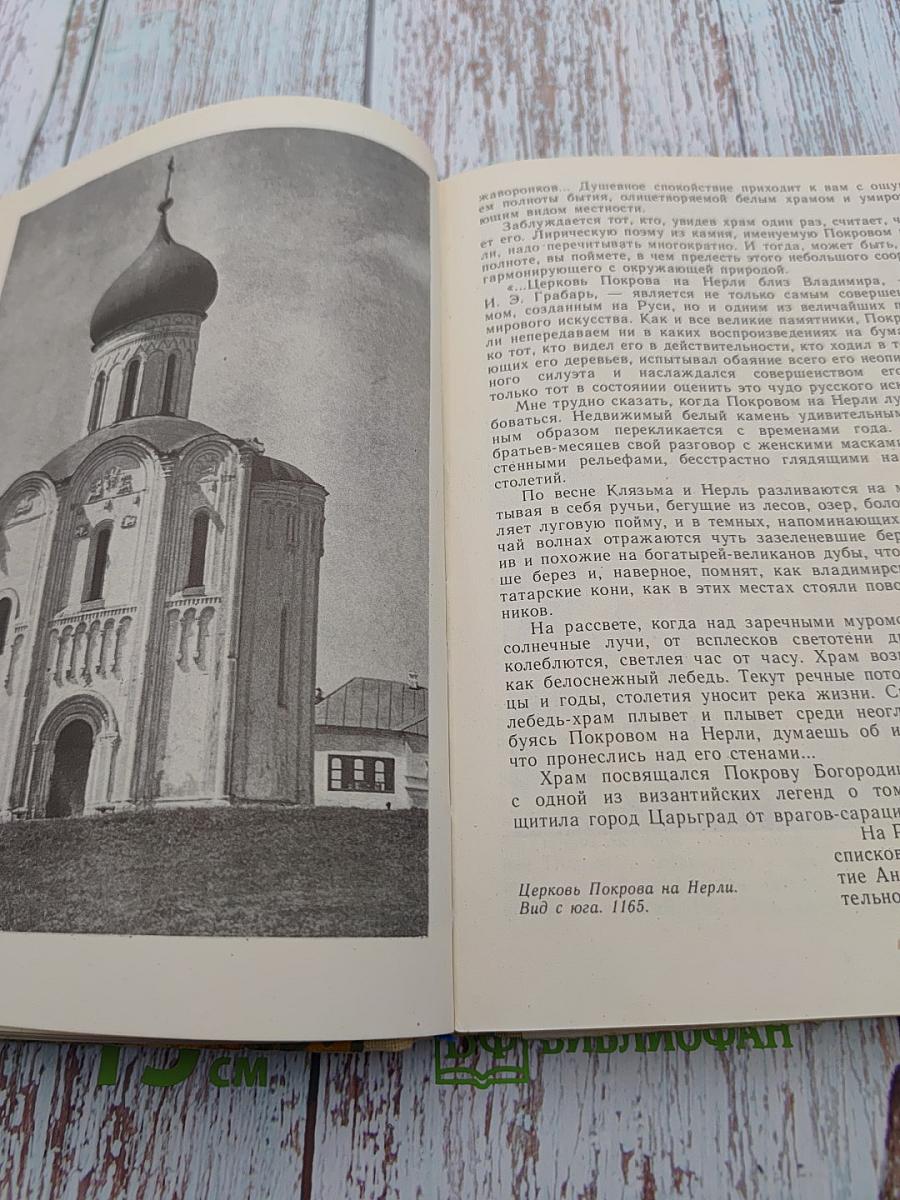 жаворонков... Душевное спокойствие приходит к вам с ощу
ем полноты бытия, олицетворяемой белым храмом и умиро
ющим видом местности.
Заблуждается тот, кто, увидев храм один раз, считает, ч
ет его. Лирическую поэму из камня, именуемую Покровом
ли, надо перечитывать многократно. И тогда, может быть,
полноте, вы поймете, в чем прелесть этого небольшого соор
гармонирующего с окружающей природой.
«...Церковь Покрова на Нерли близ Владимира,
И. Э. Грабарь, — является не только самым совершен
мом, созданным на Руси, но и одним из величайших п
мирового искусства. Как и все великие памятники, Покр
ли непередаваем ни в каких воспроизведениях на бума
ко тот, кто видел его в действительности, кто ходил в т
ющих его деревьев, испытывал обаяние всего его неопи
ного силуэта и наслаждался совершенством его
только тот в состоянии оценить это чудо русского иск
Мне трудно сказать, когда Покровом на Нерли лу
боваться. Недвижимый белый камень удивительным
ным образом перекликается с временами года.
братьев-месяцев свой разговор с женскими масками
стенными рельефами, бесстрастно глядящими на
столетий.
По весне Клязьма и Нерль разливаются на м
тывая в себя ручьи, бегущие из лесов, озер, боло
ляет луговую пойму, и в темных, напоминающих
чай волнах отражаются чуть зазеленевшие бер
ив и похожие на богатырей-великанов дубы, что
ше берез и, наверное, помнят, как владимирс
татарские кони, как в этих местах стояли повс
ников.
На рассвете, когда над заречными муромс
солнечные лучи, от всплесков светотени д
колеблются, светлея час от часу. Храм возн
как белоснежный лебедь. Текут речные пото
цы и годы, столетия уносит река жизни. С
лебедь-храм плывет и плывет среди неогл
буясь Покровом на Нерли, думаешь об и
что пронеслись над его стенами...
Храм посвящался Покрову Богородиц
с одной из византийских легенд о том
щитила город Царьград от врагов-сараци
На Р
списков
тие Ан
тельно
Церковь Покрова на Нерли.
Вид с юга. 1165.
15 см
БФ БИБЛИОФАН